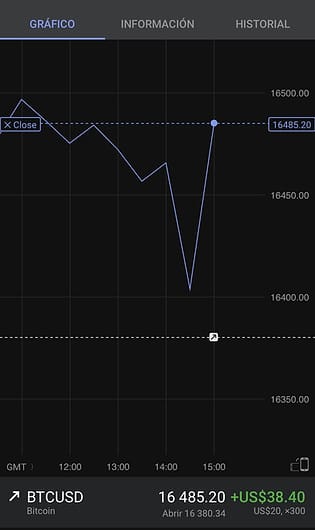 GRÁFICO INFORMACIÓN HISTORIAL
16500.00
× Close 16485.20
16450.00
16400.00
16350.00
GMT 12:00 13:00 14:00 15:00
BTCUSD 16 485.20 +US$38.40
Bitcoin Abrir 16 380.34 US$20, ×300